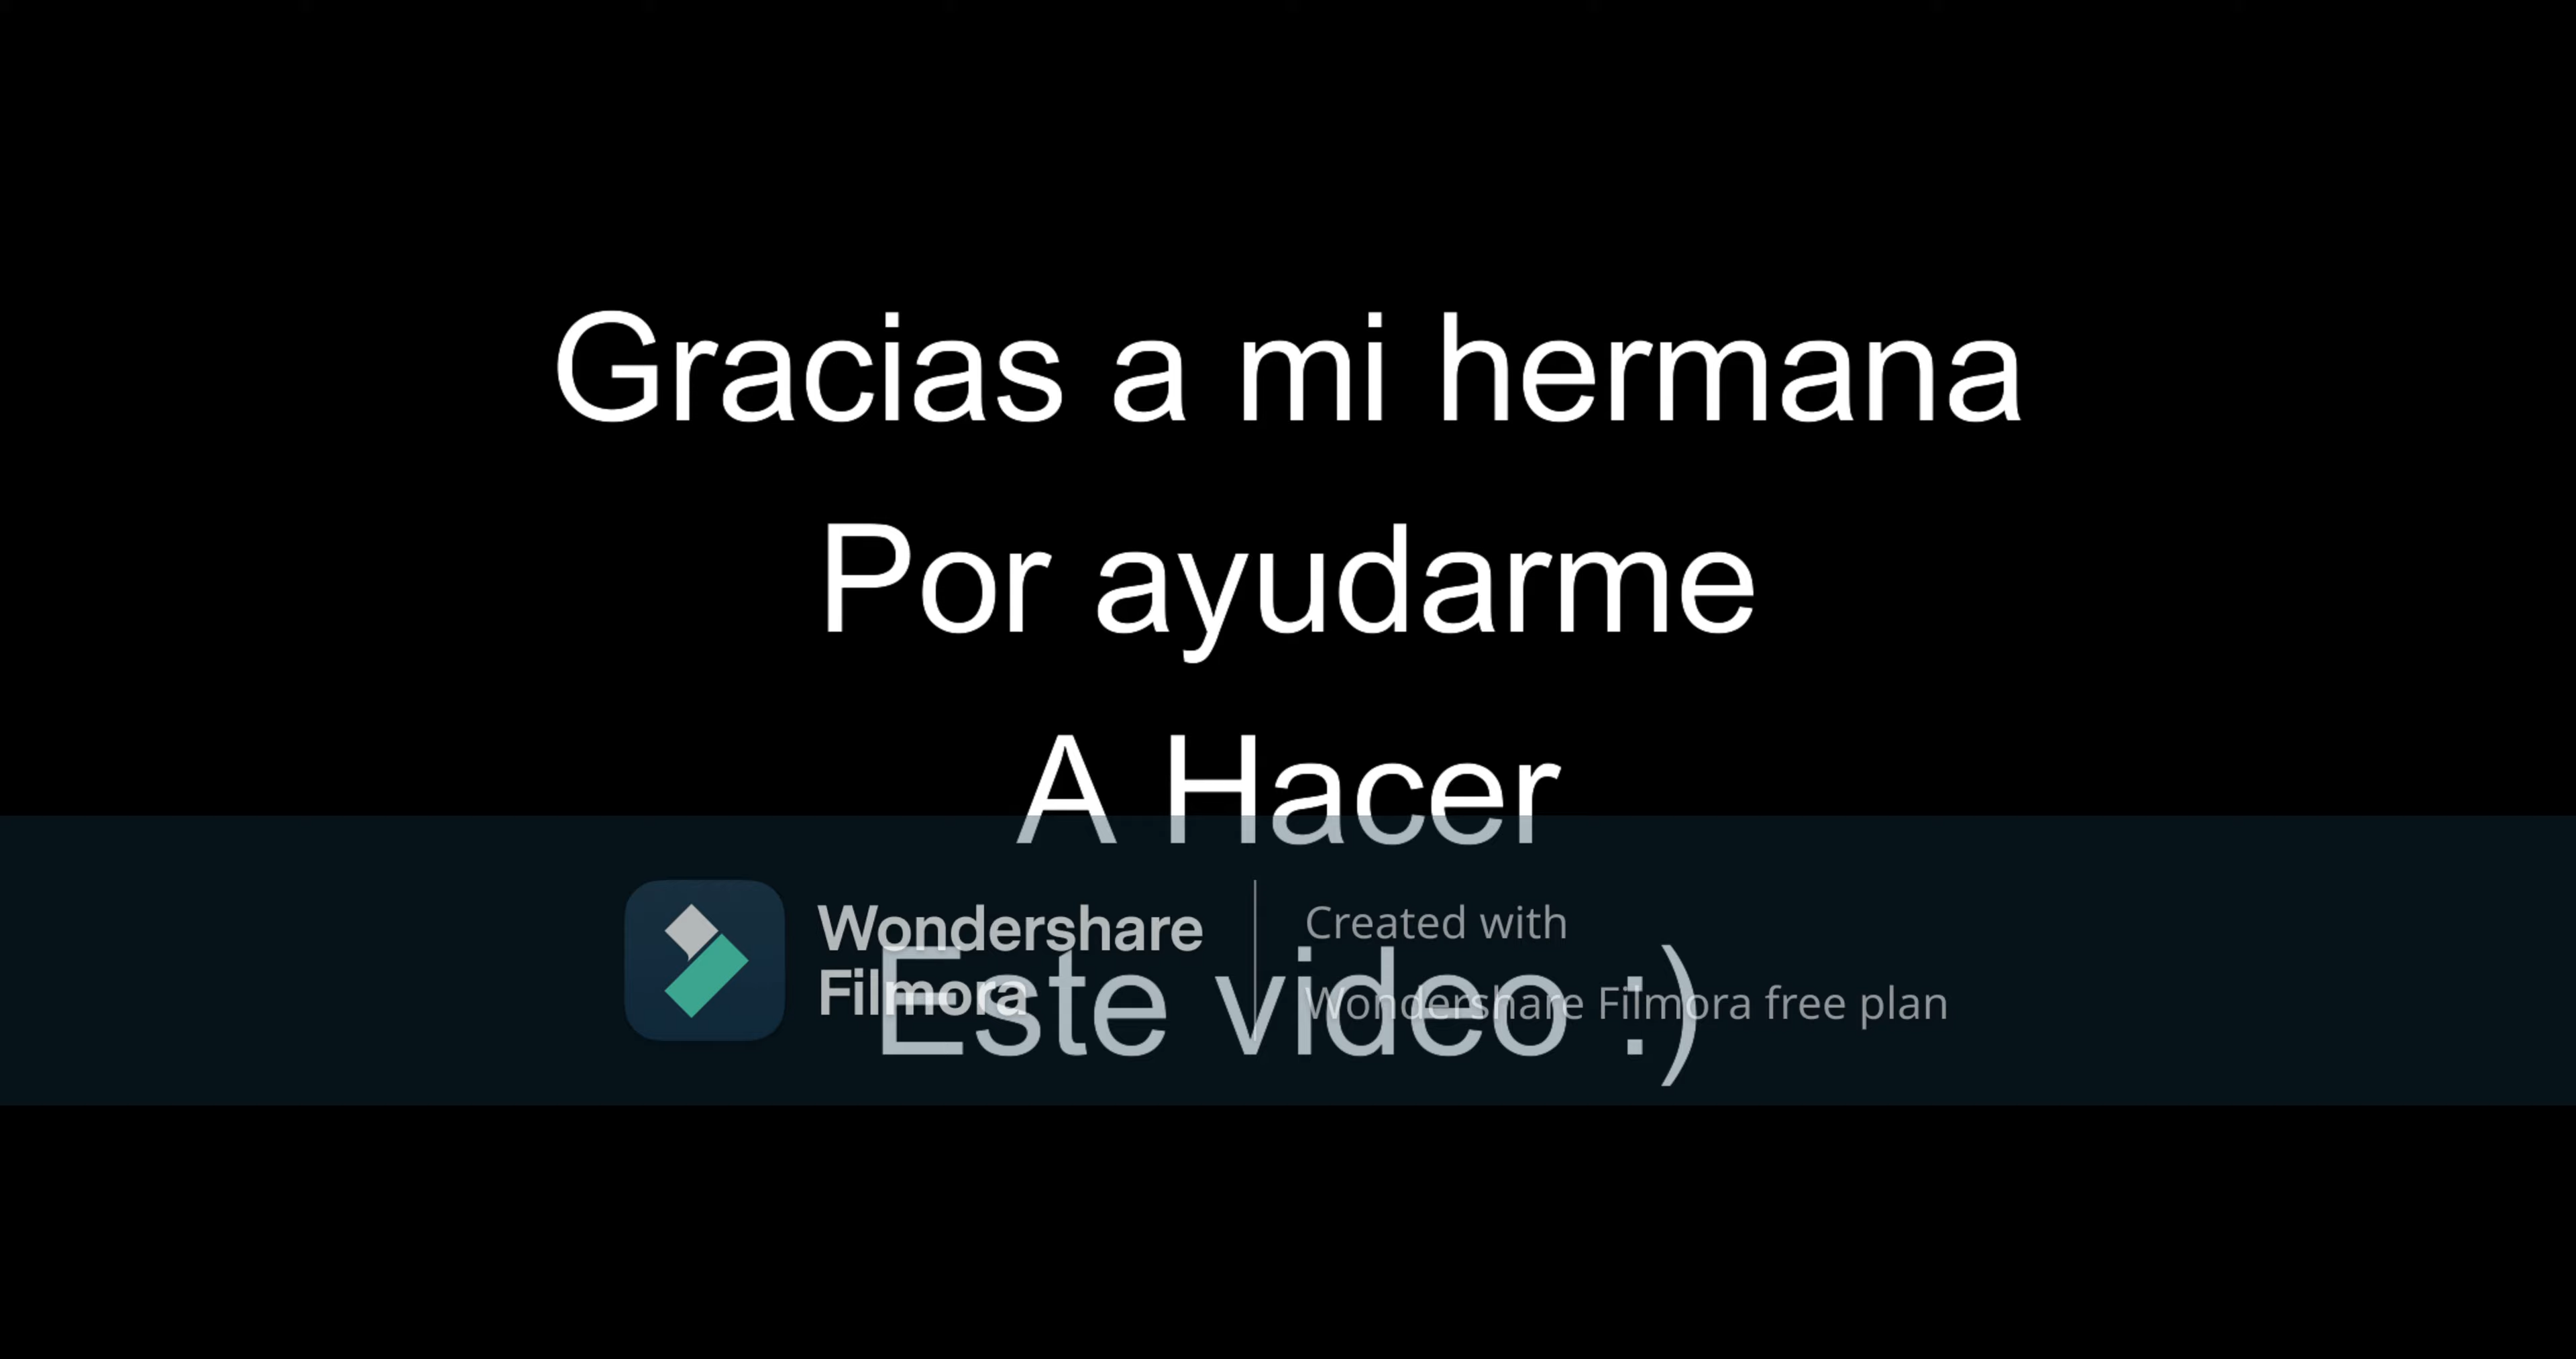 Gracias a mi hermana
Por ayudarme
A Hacer
Wondershare
Filmora
Created with
Wondershare Filmora free plan
Este video :)